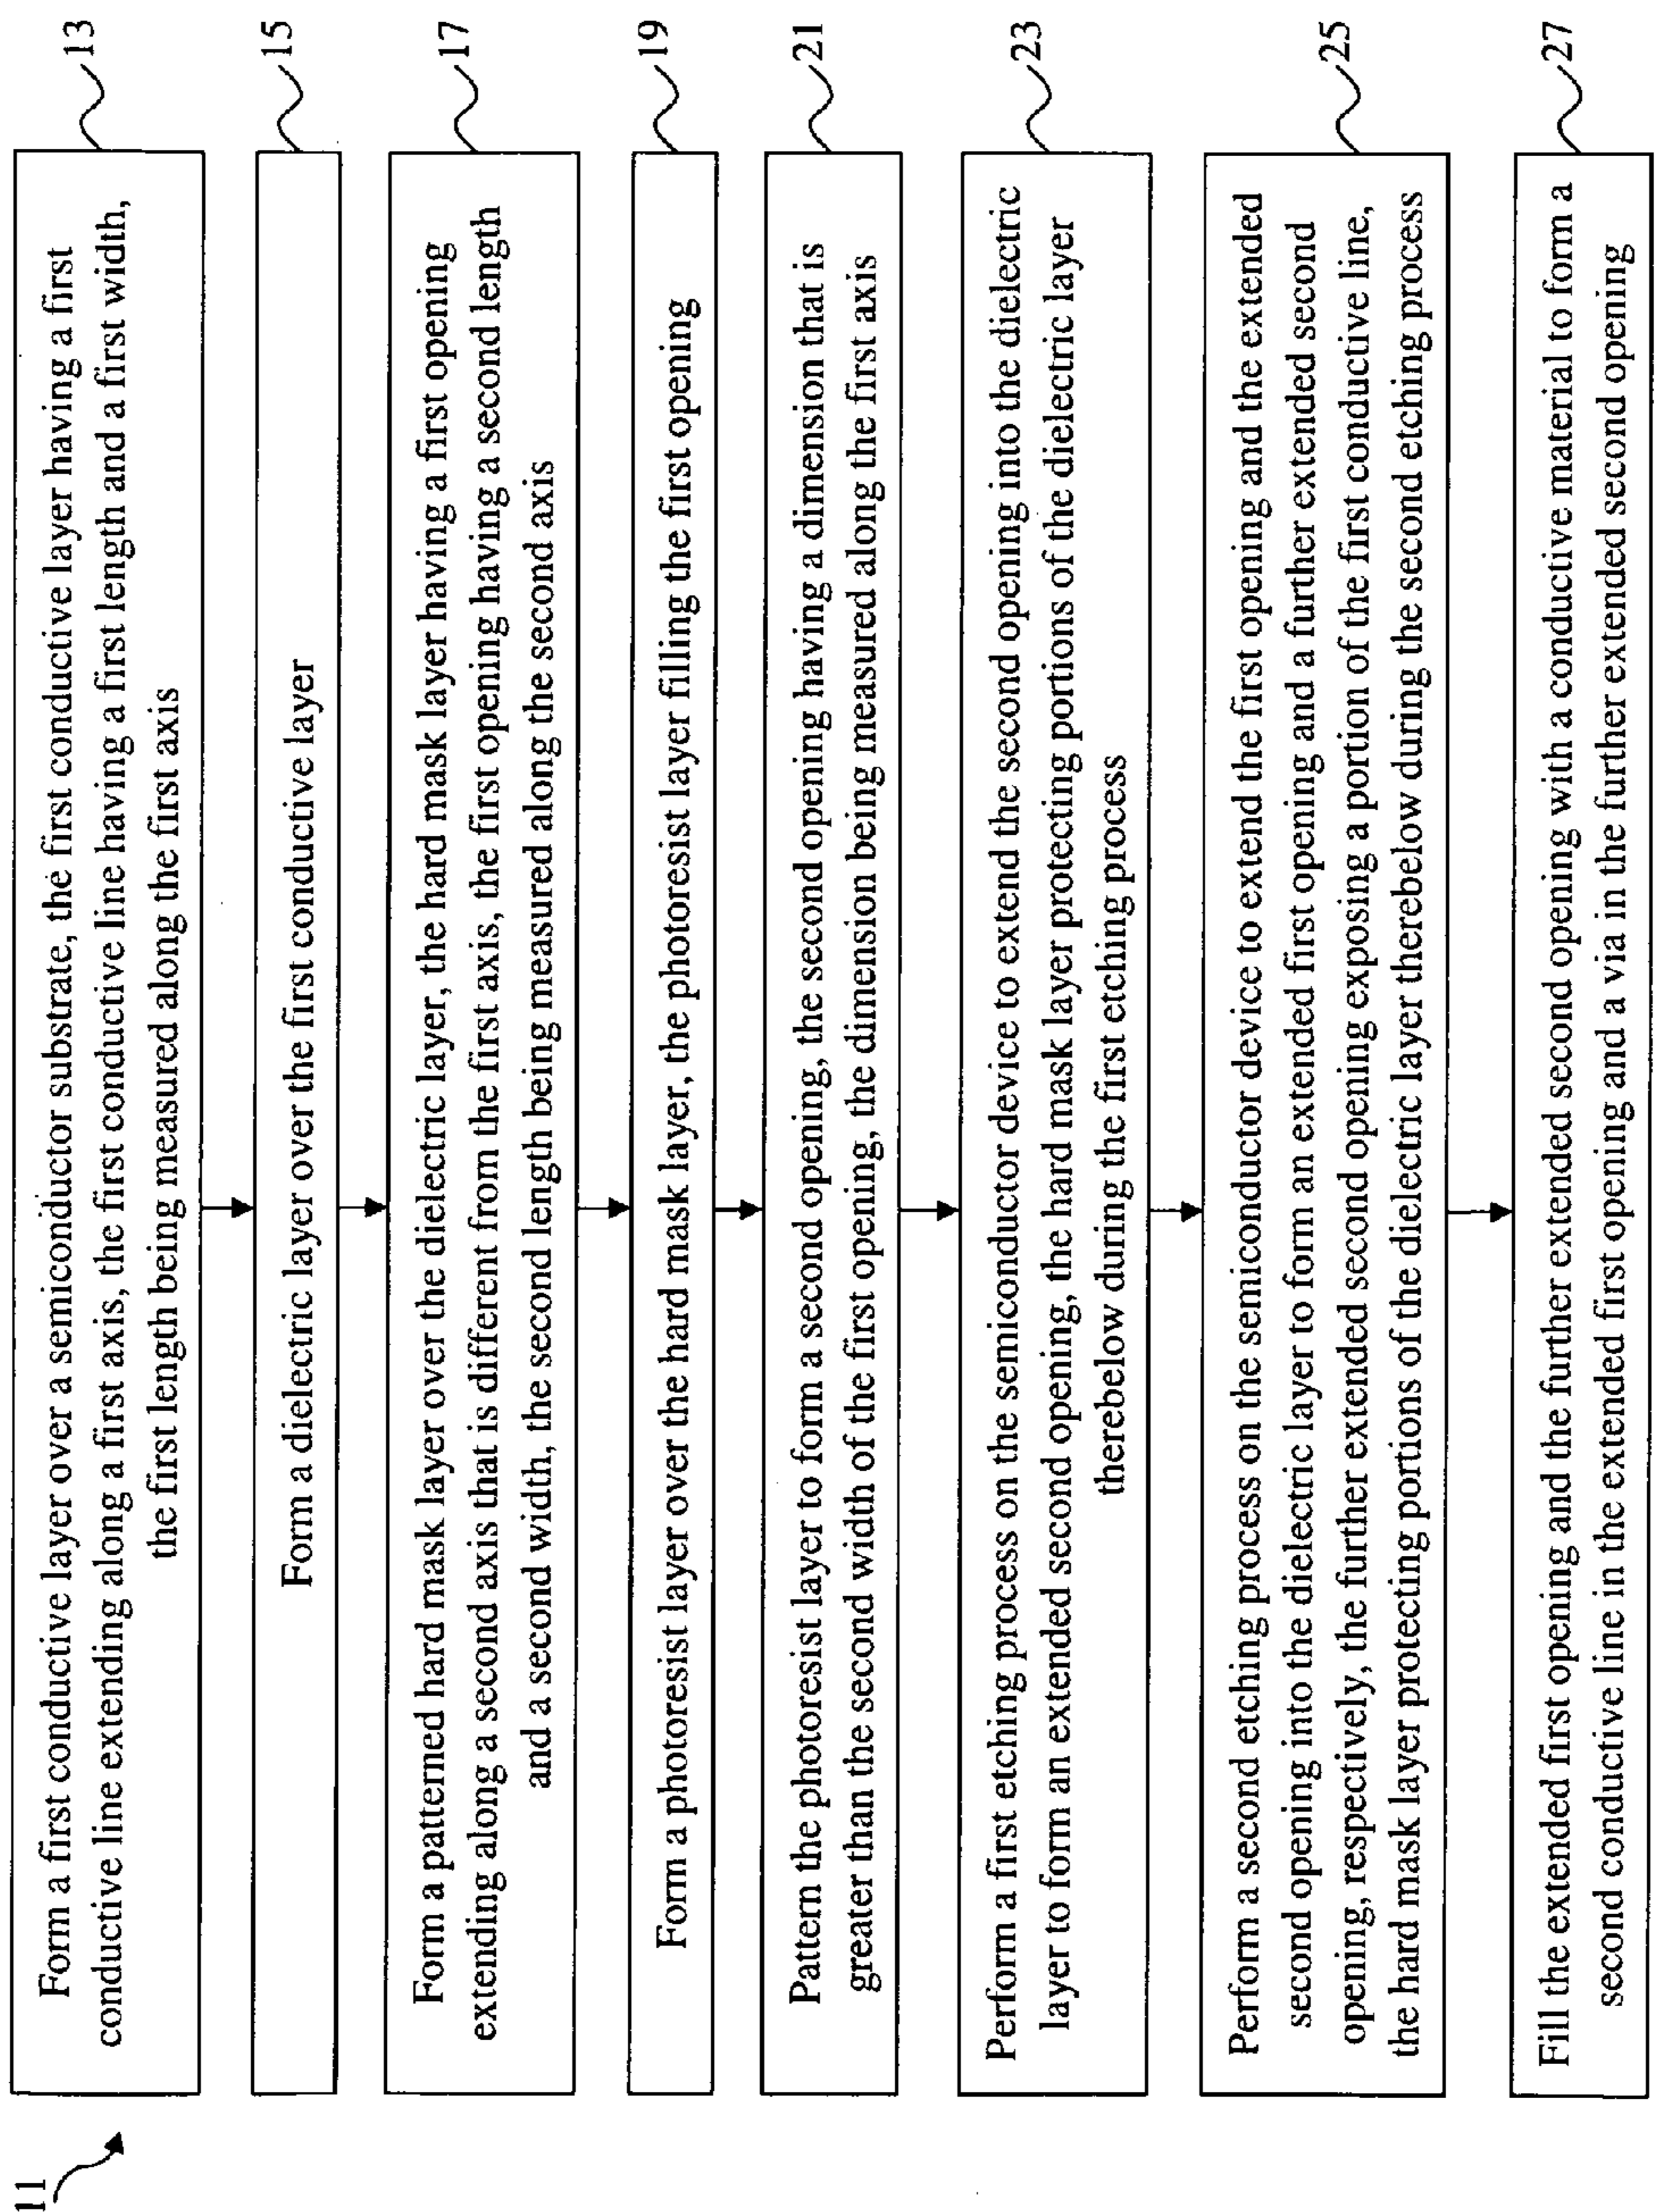 11
Form a first conductive layer over a semiconductor substrate, the first conductive layer having a first
conductive line extending along a first axis, the first conductive line having a first length and a first width,
the first length being measured along the first axis
13
Form a dielectric layer over the first conductive layer
15
Form a patterned hard mask layer over the dielectric layer, the hard mask layer having a first opening
extending along a second axis that is different from the first axis, the first opening having a second length
and a second width, the second length being measured along the second axis
17
Form a photoresist layer over the hard mask layer, the photoresist layer filling the first opening
19
Pattern the photoresist layer to form a second opening, the second opening having a dimension that is
greater than the second width of the first opening, the dimension being measured along the first axis
21
Perform a first etching process on the semiconductor device to extend the second opening into the dielectric
layer to form an extended second opening, the hard mask layer protecting portions of the dielectric layer
therebelow during the first etching process
23
Perform a second etching process on the semiconductor device to extend the first opening and the extended
second opening into the dielectric layer to form an extended first opening and a further extended second
opening, respectively, the further extended second opening exposing a portion of the first conductive line,
the hard mask layer protecting portions of the dielectric layer therebelow during the second etching process
25
Fill the extended first opening and the further extended second opening with a conductive material to form a
second conductive line in the extended first opening and a via in the further extended second opening
27